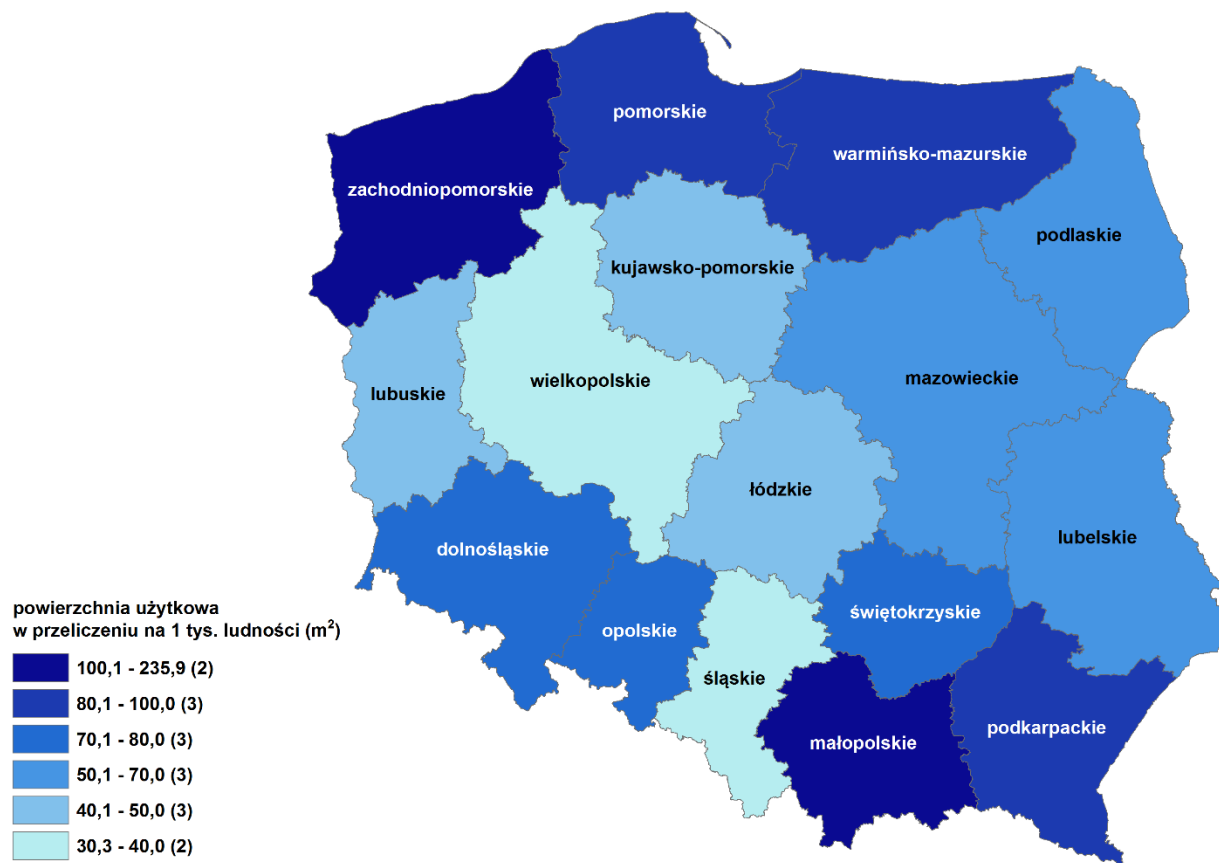 pomorskie
warmińsko-mazurskie
zachodniopomorskie
podlaskie
kujawsko-pomorskie
wielkopolskie
mazowieckie
lubuskie
łódzkie
dolnośląskie
lubelskie
świętokrzyskie
opolskie
śląskie
podkarpackie
małopolskie
powierzchnia użytkowa
w przeliczeniu na 1 tys. ludności (m²)
100,1 - 235,9 (2)
80,1 - 100,0 (3)
70,1 - 80,0 (3)
50,1 - 70,0 (3)
40,1 - 50,0 (3)
30,3 - 40,0 (2)